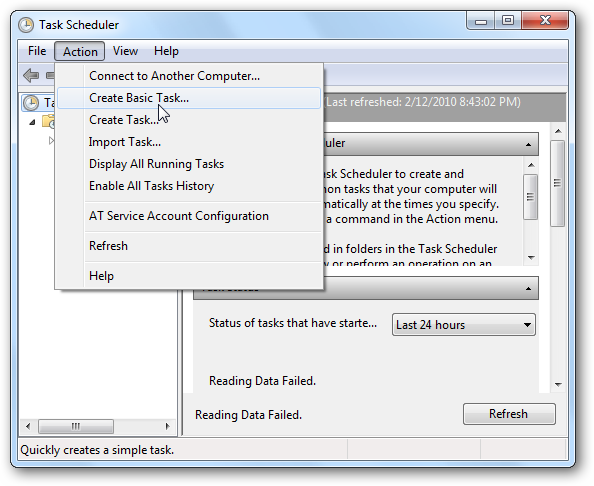 Task Scheduler
File Action View Help
Connect to Another Computer...
Create Basic Task...
Create Task...
Import Task...
Display All Running Tasks
Enable All Tasks History
AT Service Account Configuration
Refresh
Help
(Last refreshed: 2/12/2010 8:43:02 PM)
Scheduler to create and
tasks that your computer will
at the times you specify.
a command in the Action menu.
in folders in the Task Scheduler
or perform an operation on an
Status of tasks that have starte...
Last 24 hours
Reading Data Failed.
Reading Data Failed.
Refresh
Quickly creates a simple task.